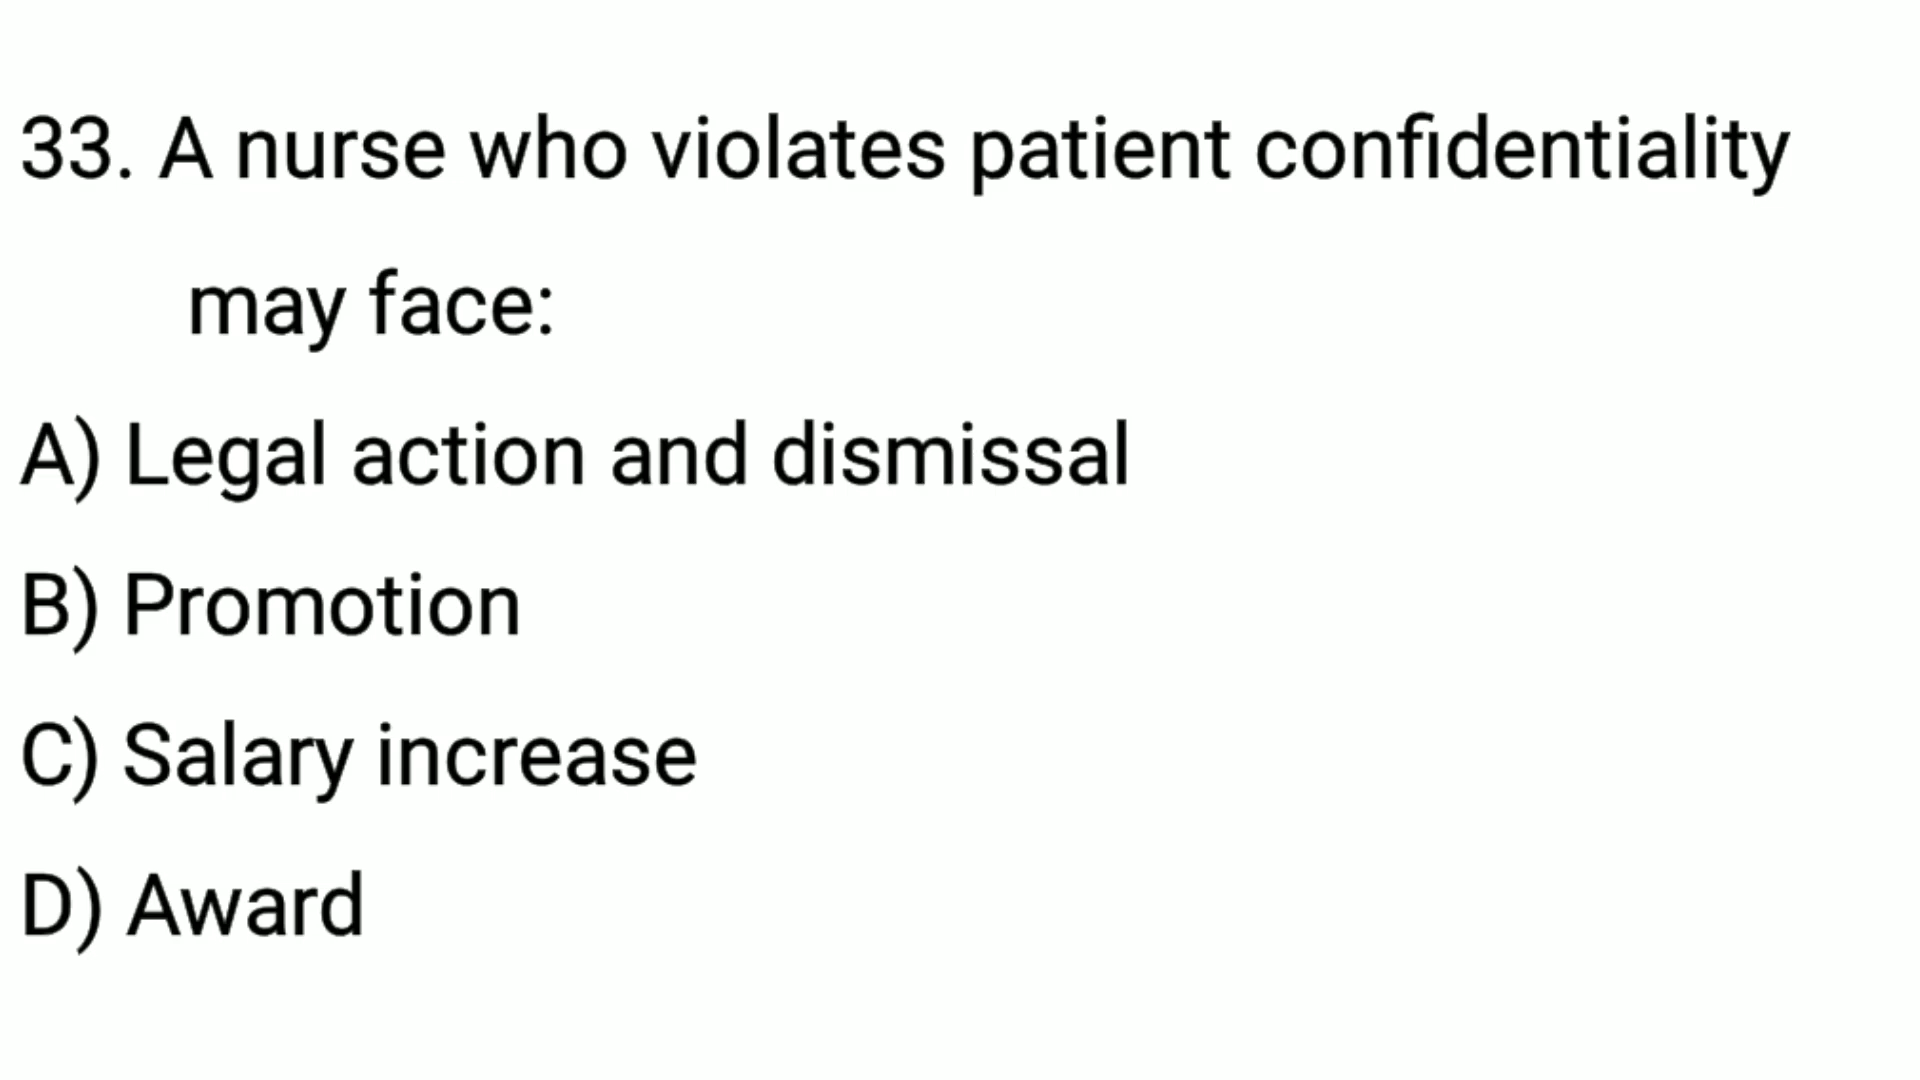 33. A nurse who violates patient confidentiality
may face:
A) Legal action and dismissal
B) Promotion
C) Salary increase
D) Award